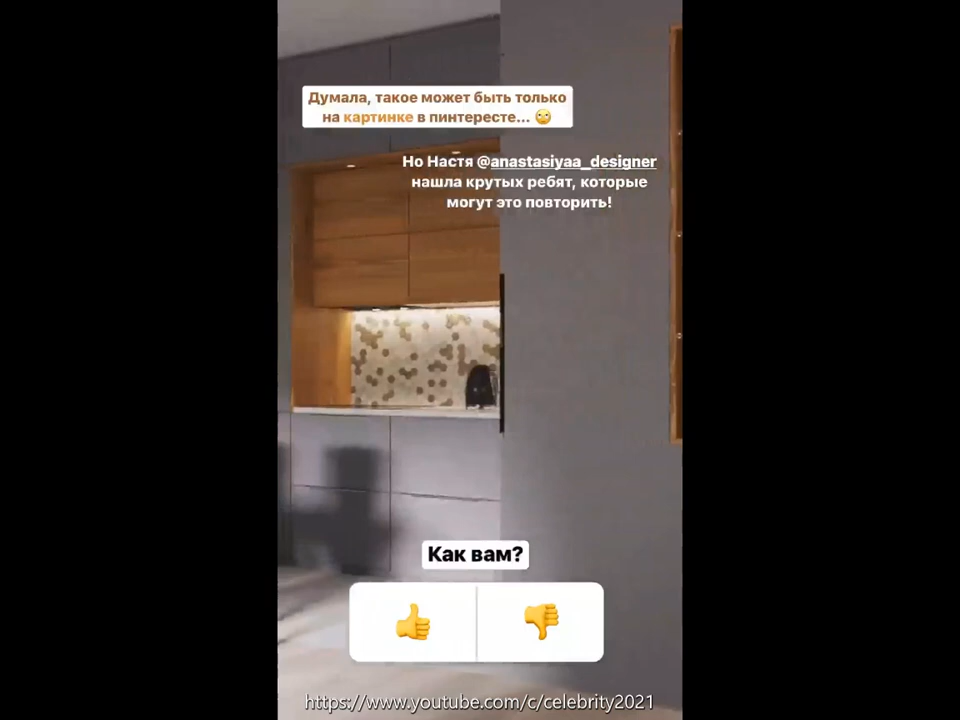 Думала, такое может быть только
на картинке в пинтересте... 🙄
Но Настя @anastasiyaa_designer
нашла крутых ребят, которые
могут это повторить!
Как вам?
👍 👎
https://www.youtube.com/c/celebrity2021